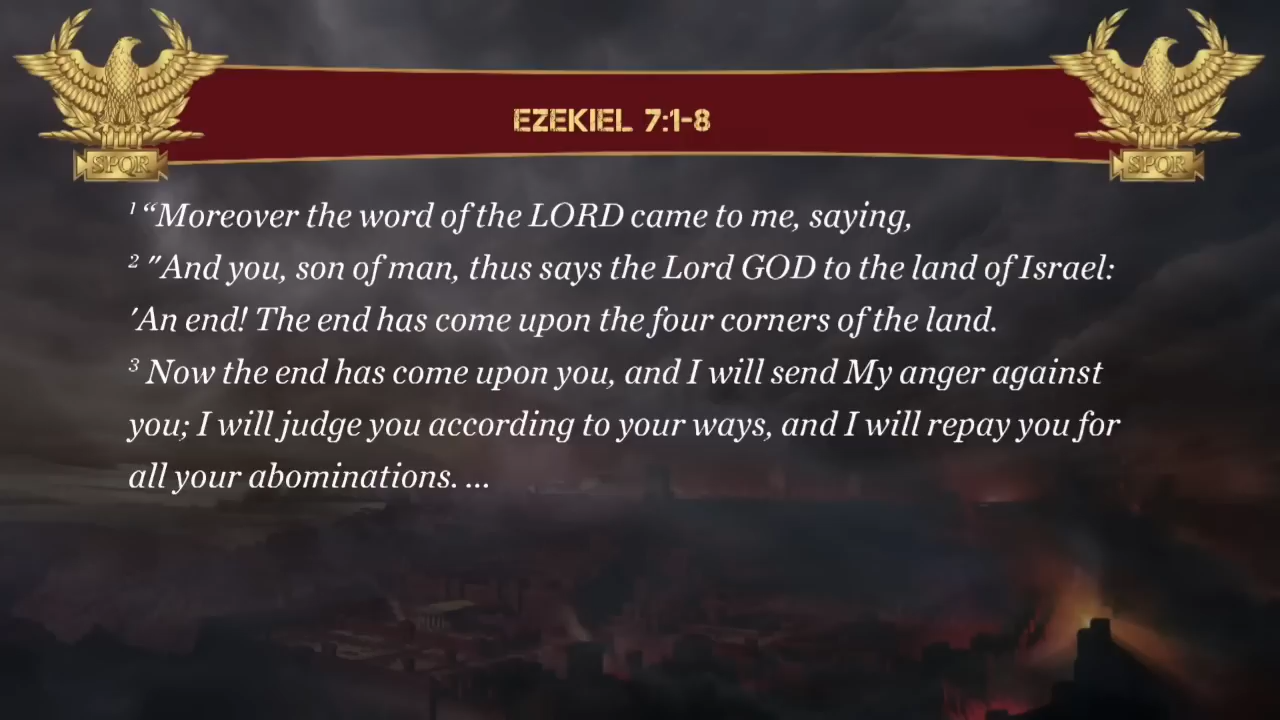 SPQR
EZEKIEL 7:1-8
SPQR
¹ “Moreover the word of the LORD came to me, saying,
² "And you, son of man, thus says the Lord GOD to the land of Israel:
'An end! The end has come upon the four corners of the land.
³ Now the end has come upon you, and I will send My anger against
you; I will judge you according to your ways, and I will repay you for
all your abominations. ...